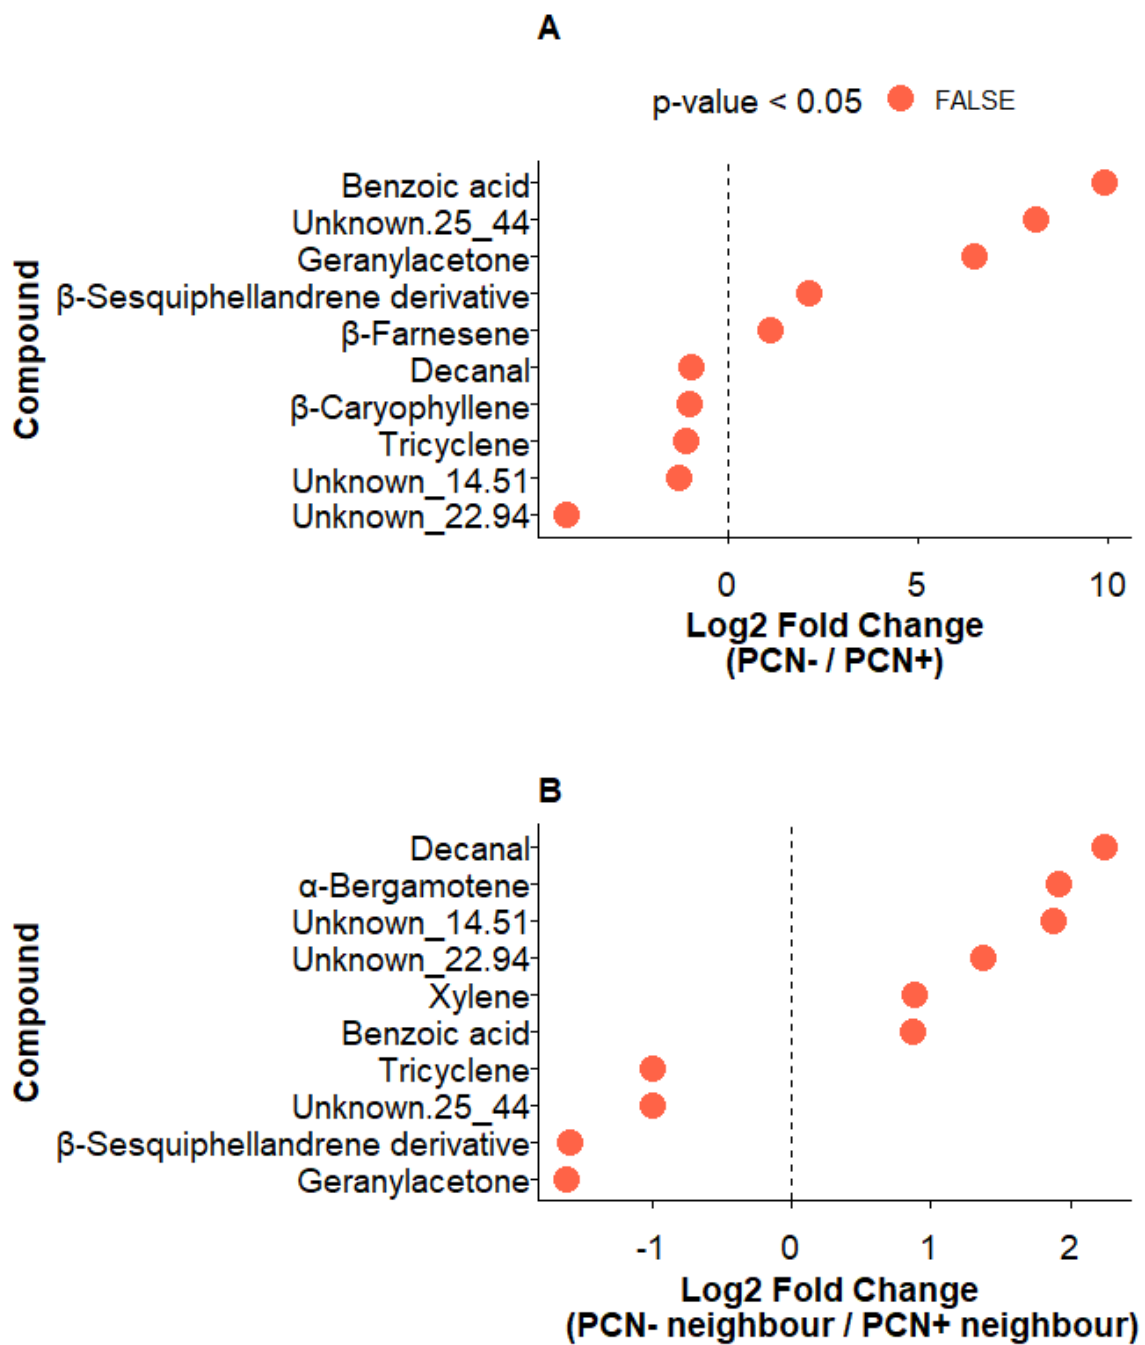 A
p-value < 0.05 FALSE
Compound
Benzoic acid
Unknown.25_44
Geranylacetone
β-Sesquiphellandrene derivative
β-Farnesene
Decanal
β-Caryophyllene
Tricyclene
Unknown_14.51
Unknown_22.94
0 5 10
Log2 Fold Change
(PCN- / PCN+)
B
Compound
Decanal
α-Bergamotene
Unknown_14.51
Unknown_22.94
Xylene
Benzoic acid
Tricyclene
Unknown.25_44
β-Sesquiphellandrene derivative
Geranylacetone
-1 0 1 2
Log2 Fold Change
(PCN- neighbour / PCN+ neighbour)